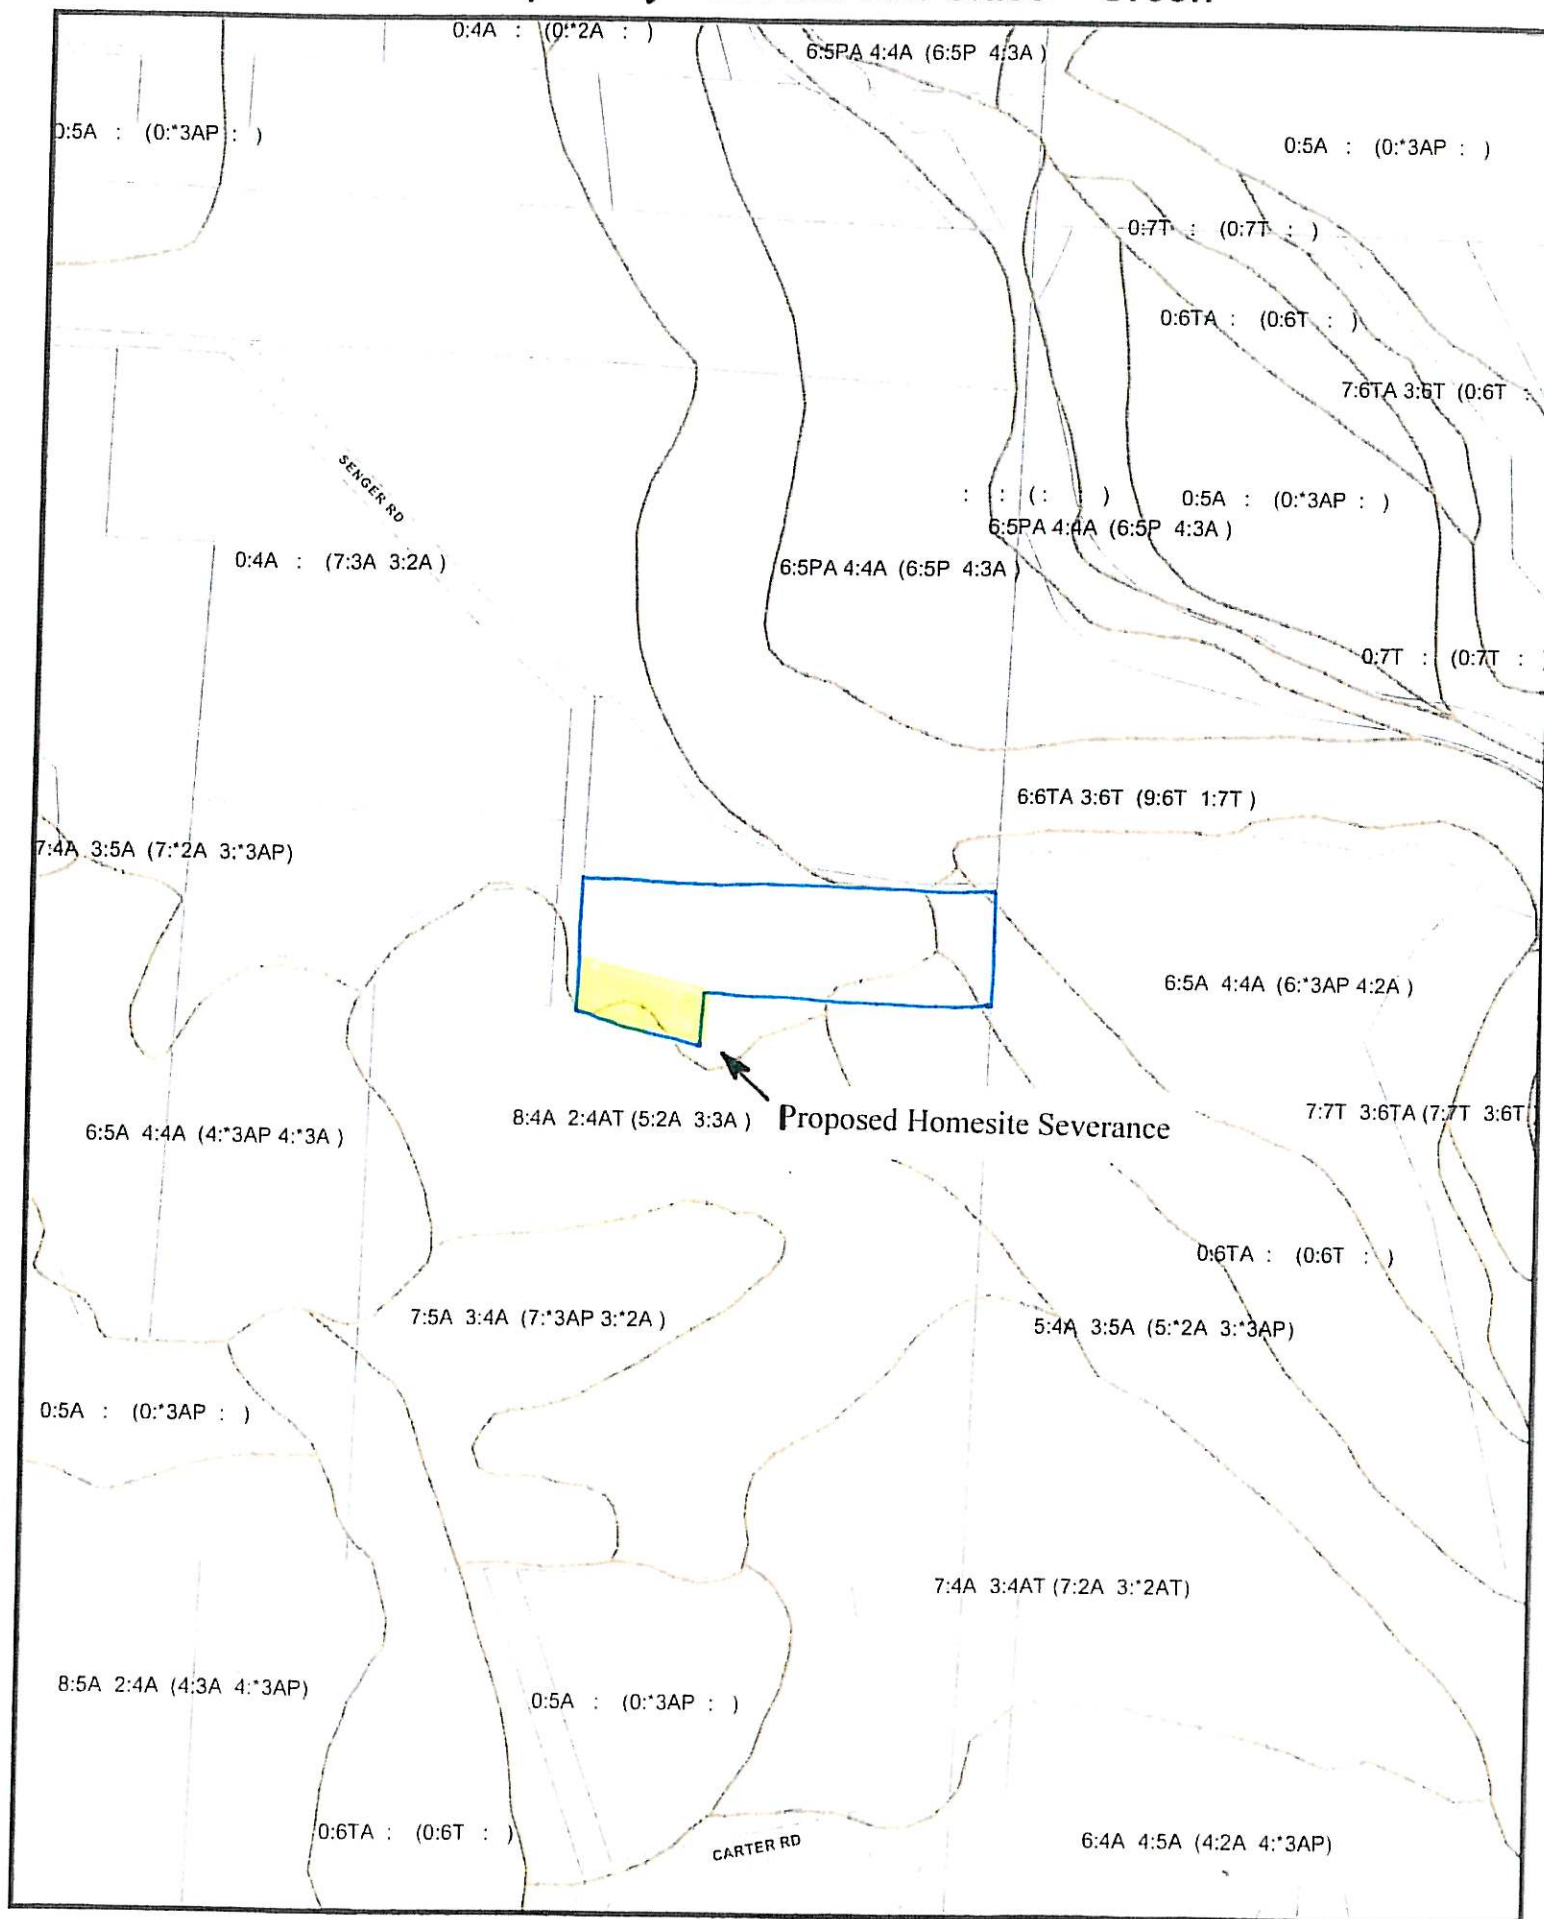 0:4A : (0:*2A : )
6:5PA 4:4A (6:5P 4:3A )
0:5A : (0:*3AP : )
0:5A : (0:*3AP : )
0:7T : (0:7T : )
0:6TA : (0:6T : )
7:6TA 3:6T (0:6T :
SENGER RD
: : ( : )
0:5A : (0:*3AP : )
6:5PA 4:4A (6:5P 4:3A )
0:4A : (7:3A 3:2A )
6:5PA 4:4A (6:5P 4:3A )
0:7T : (0:7T :
6:6TA 3:6T (9:6T 1:7T )
7:4A 3:5A (7:*2A 3:*3AP)
6:5A 4:4A (6:*3AP 4:2A )
8:4A 2:4AT (5:2A 3:3A )
Proposed Homesite Severance
7:7T 3:6TA (7:7T 3:6T
6:5A 4:4A (4:*3AP 4:*3A )
0:6TA : (0:6T : )
7:5A 3:4A (7:*3AP 3:*2A )
5:4A 3:5A (5:*2A 3:*3AP)
0:5A : (0:*3AP : )
7:4A 3:4AT (7:2A 3:*2AT)
8:5A 2:4A (4:3A 4:*3AP)
0:5A : (0:*3AP : )
0:6TA : (0:6T : )
CARTER RD
6:4A 4:5A (4:2A 4:*3AP)